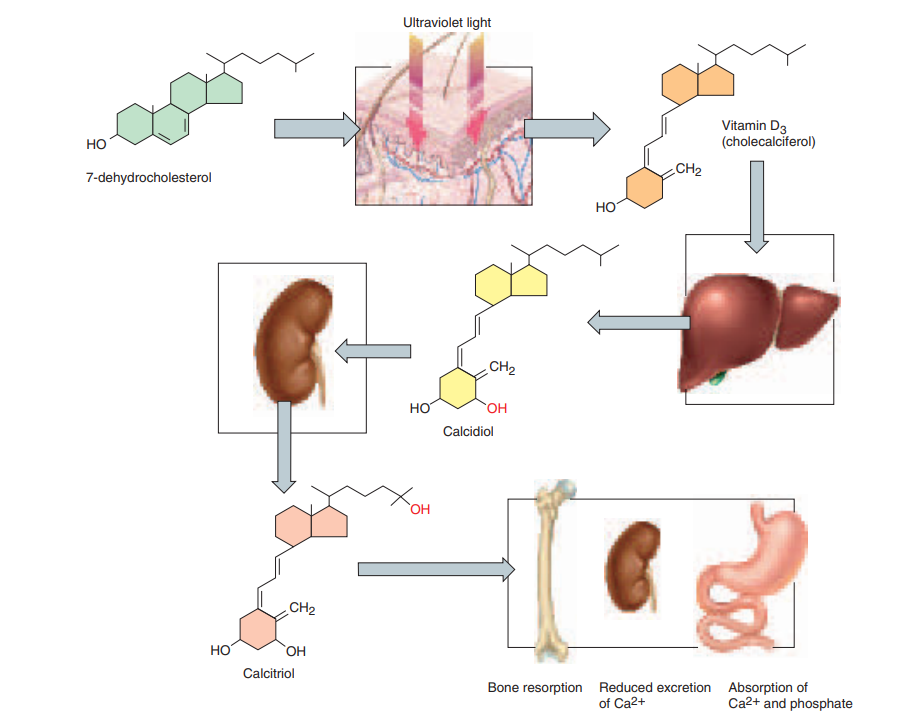 Ultraviolet light
HO
7-dehydrocholesterol
Vitamin D3
(cholecalciferol)
CH2
HO
CH2
HO
OH
Calcidiol
OH
CH2
HO
OH
Calcitriol
Bone resorption
Reduced excretion
of Ca2+
Absorption of
Ca2+ and phosphate